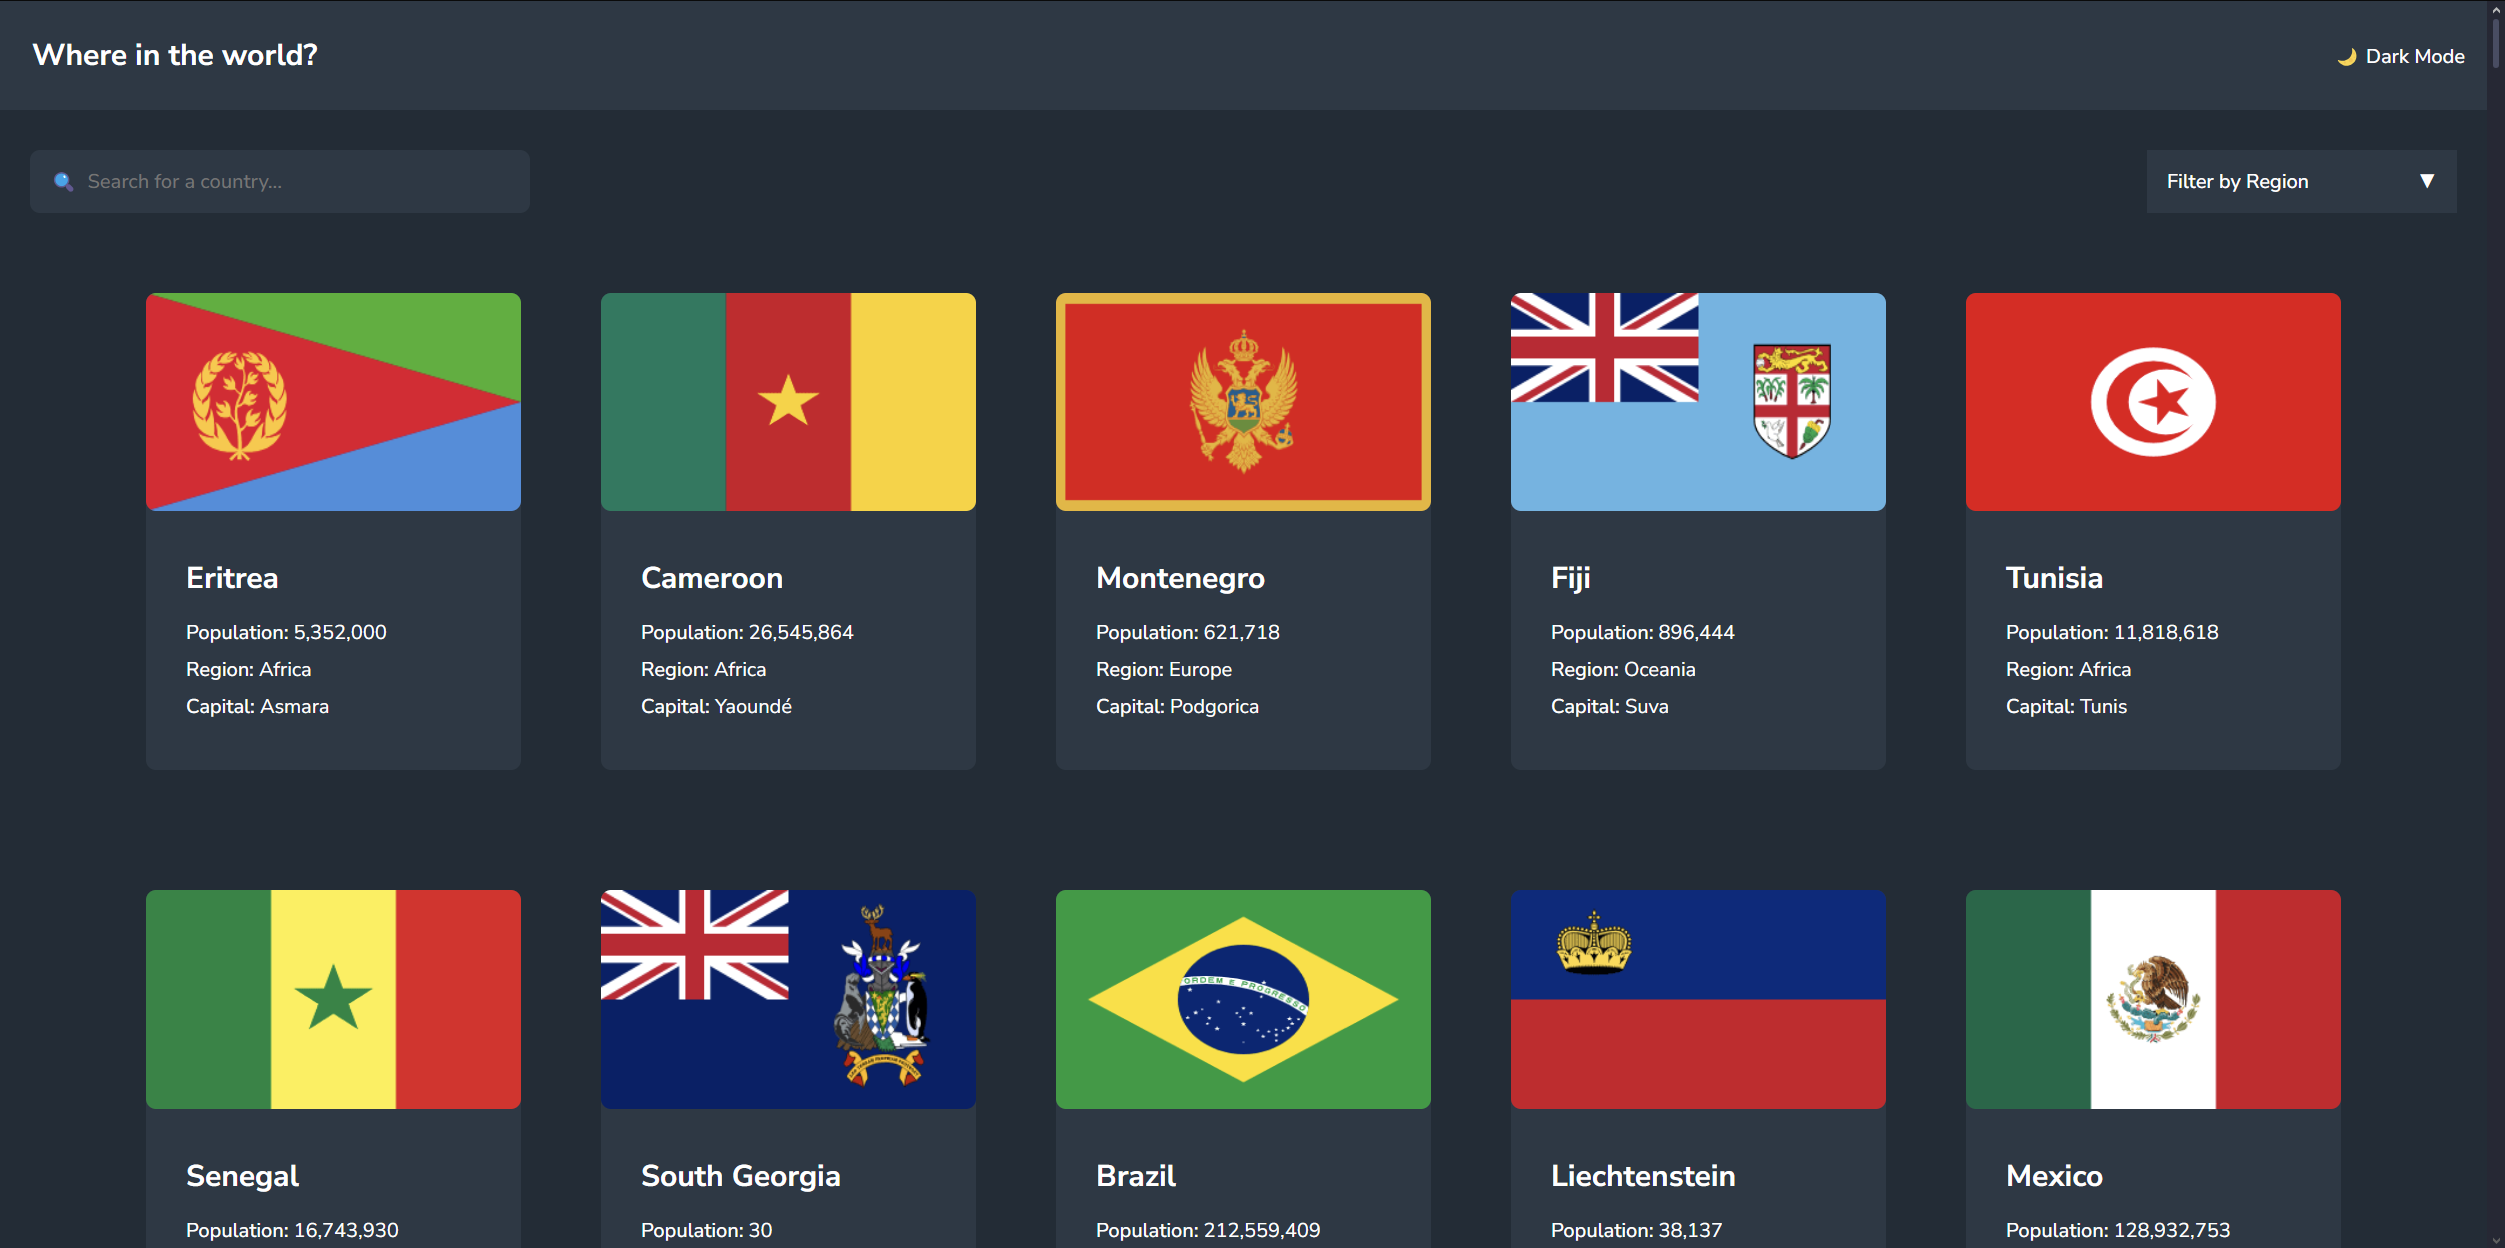 Where in the world?
Dark Mode
Search for a country...
Filter by Region
Eritrea
Population: 5,352,000
Region: Africa
Capital: Asmara
Cameroon
Population: 26,545,864
Region: Africa
Capital: Yaoundé
Montenegro
Population: 621,718
Region: Europe
Capital: Podgorica
Fiji
Population: 896,444
Region: Oceania
Capital: Suva
Tunisia
Population: 11,818,618
Region: Africa
Capital: Tunis
Senegal
Population: 16,743,930
South Georgia
Population: 30
ORDEM E PROGRESSO
Brazil
Population: 212,559,409
Liechtenstein
Population: 38,137
Mexico
Population: 128,932,753